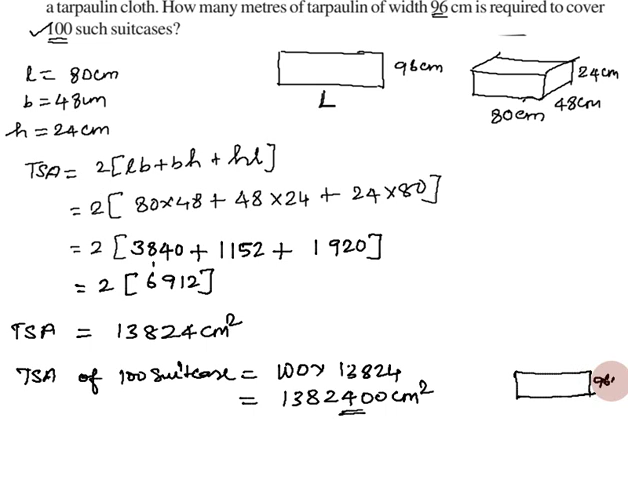 a tarpaulin cloth. How many metres of tarpaulin of width 96 cm is required to cover
100 such suitcases?
l = 80cm
b = 48cm
h = 24cm
96cm
L
24cm
48cm
80cm
TSA = 2[lb+bh + hl]
= 2[ 80×48 + 48 ×24 + 24×80]
= 2 [3840 + 1152 + 1920]
= 2 [6912]
TSA = 13824cm²
TSA of 100 suitcase = 100× 13824
= 1382400cm²
96